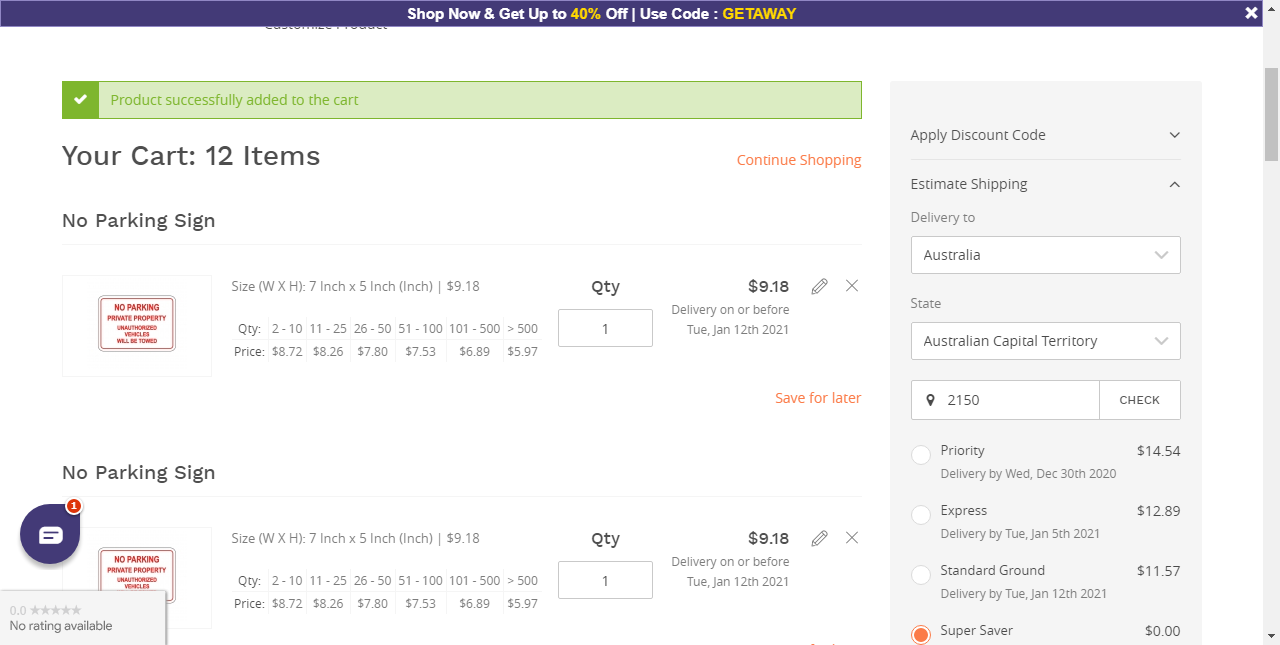 Shop Now & Get Up to 40% Off | Use Code : GETAWAY
Customize Product
Product successfully added to the cart
Your Cart: 12 Items
Continue Shopping
No Parking Sign
NO PARKING
PRIVATE PROPERTY
UNAUTHORIZED
VEHICLES
WILL BE TOWED
Size (W X H): 7 Inch x 5 Inch (Inch) | $9.18
Qty: 2 - 10 11 - 25 26 - 50 51 - 100 101 - 500 > 500
Price: $8.72 $8.26 $7.80 $7.53 $6.89 $5.97
Qty
1
$9.18
Delivery on or before
Tue, Jan 12th 2021
Save for later
No Parking Sign
NO PARKING
PRIVATE PROPERTY
UNAUTHORIZED
VEHICLES
Size (W X H): 7 Inch x 5 Inch (Inch) | $9.18
Qty: 2 - 10 11 - 25 26 - 50 51 - 100 101 - 500 > 500
Price: $8.72 $8.26 $7.80 $7.53 $6.89 $5.97
Qty
1
$9.18
Delivery on or before
Tue, Jan 12th 2021
1
0.0
No rating available
Apply Discount Code
Estimate Shipping
Delivery to
Australia
State
Australian Capital Territory
2150
CHECK
Priority $14.54
Delivery by Wed, Dec 30th 2020
Express $12.89
Delivery by Tue, Jan 5th 2021
Standard Ground $11.57
Delivery by Tue, Jan 12th 2021
Super Saver $0.00